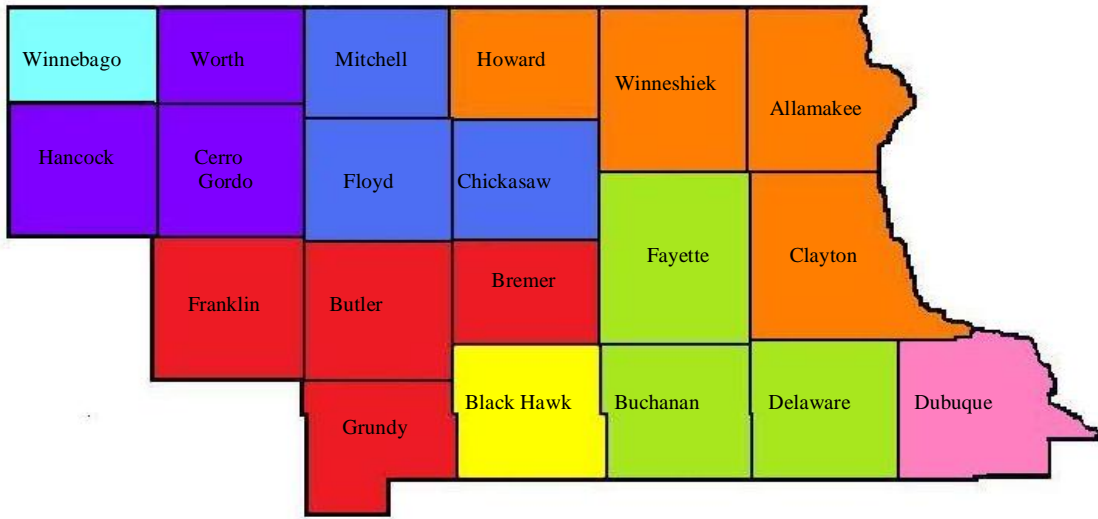 Winnebago
Worth
Mitchell
Howard
Winneshiek
Allamakee
Hancock
Cerro
Gordo
Floyd
Chickasaw
Fayette
Clayton
Franklin
Butler
Bremer
Grundy
Black Hawk
Buchanan
Delaware
Dubuque